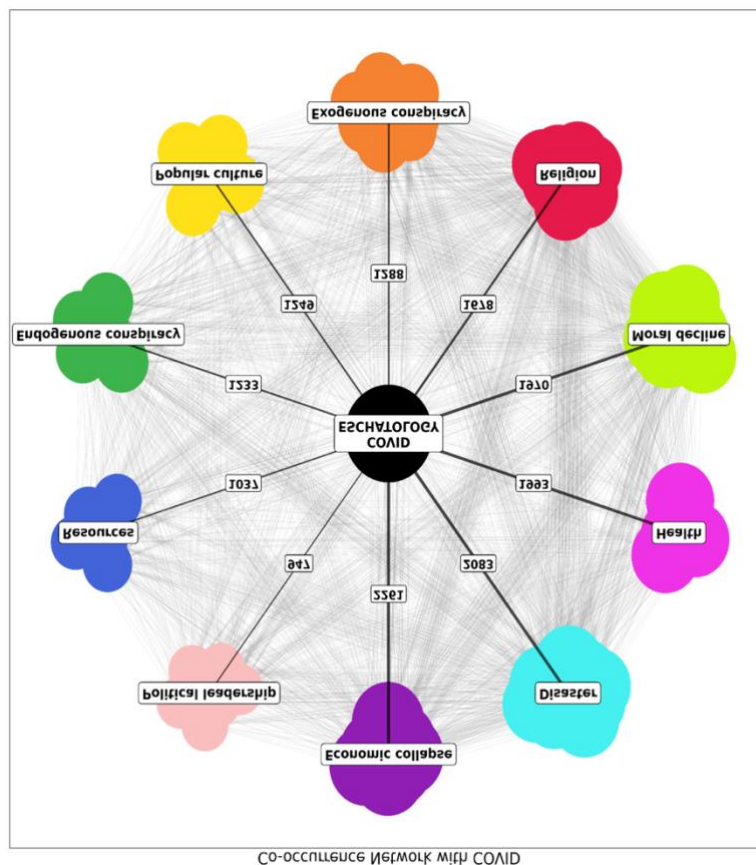 Co-occurrence Network with COVID
Economic collapse
Political leadership
Disaster
2261
947
2083
Resources
Health
1037
1993
COVID
ESCHATOLOGY
1233
1970
Endogenous conspiracy
Moral decline
1249
1678
1288
Popular culture
Religion
Exogenous conspiracy